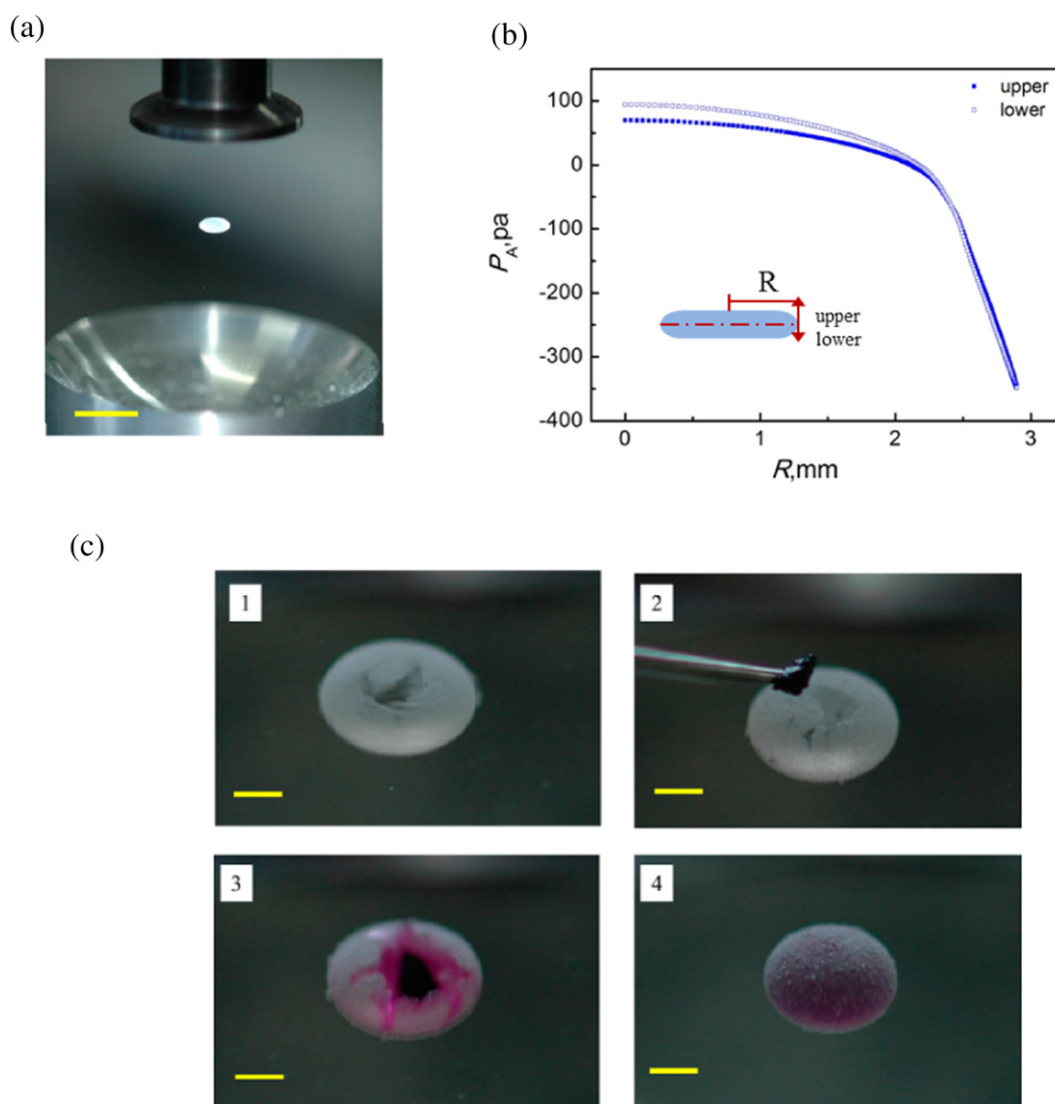 (a)
(b)
upper
lower
100
0
-100
-200
-300
-400
P_A,pa
R
upper
lower
0
1
2
3
R,mm
(c)
1
2
3
4